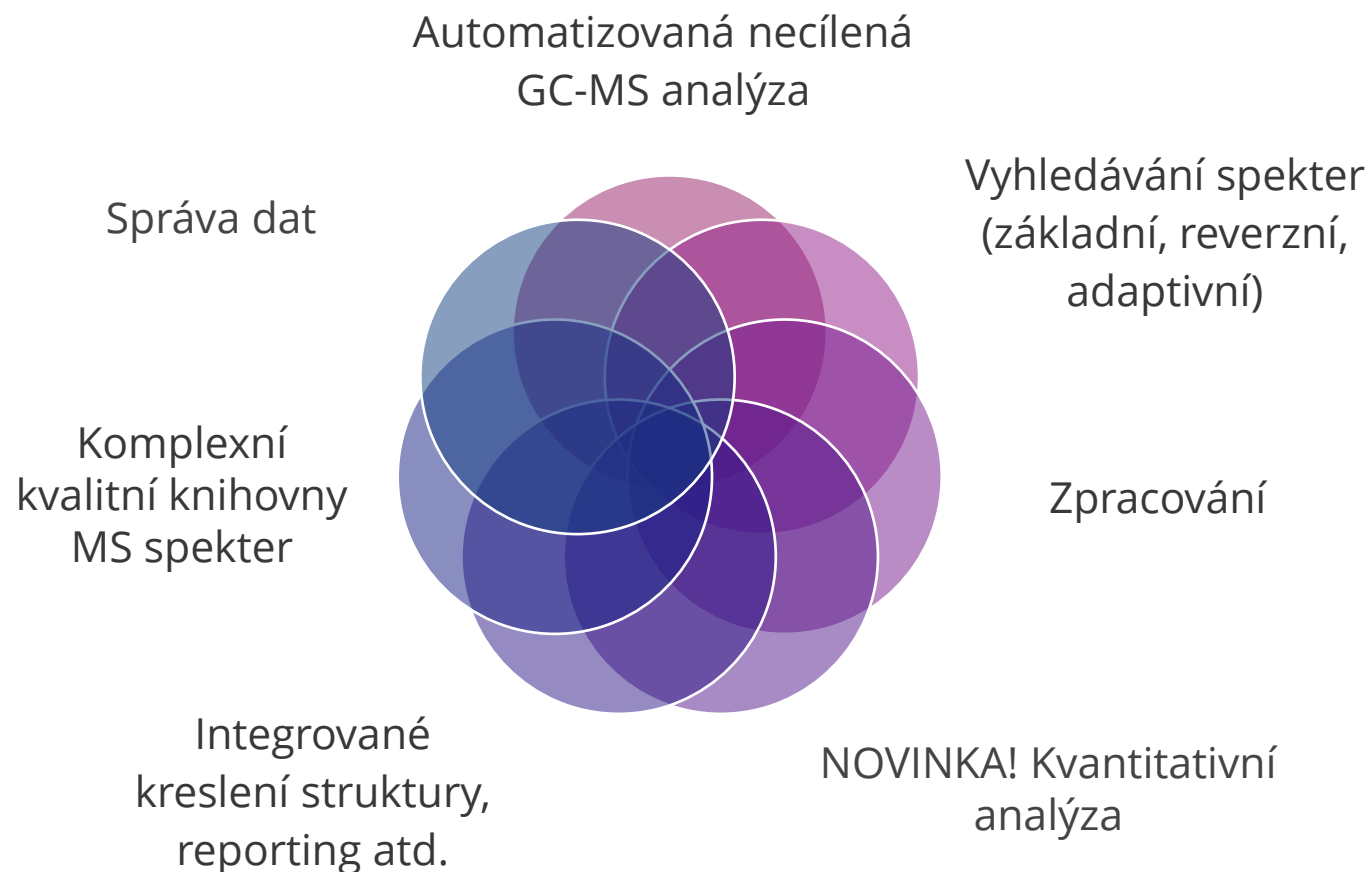 Automatizovaná necílená
GC-MS analýza
Vyhledávání spekter
(základní, reverzní,
adaptivní)
Správa dat
Komplexní
kvalitní knihovny
MS spekter
Zpracování
Integrované
kreslení struktury,
reporting atd.
NOVINKA! Kvantitativní
analýza